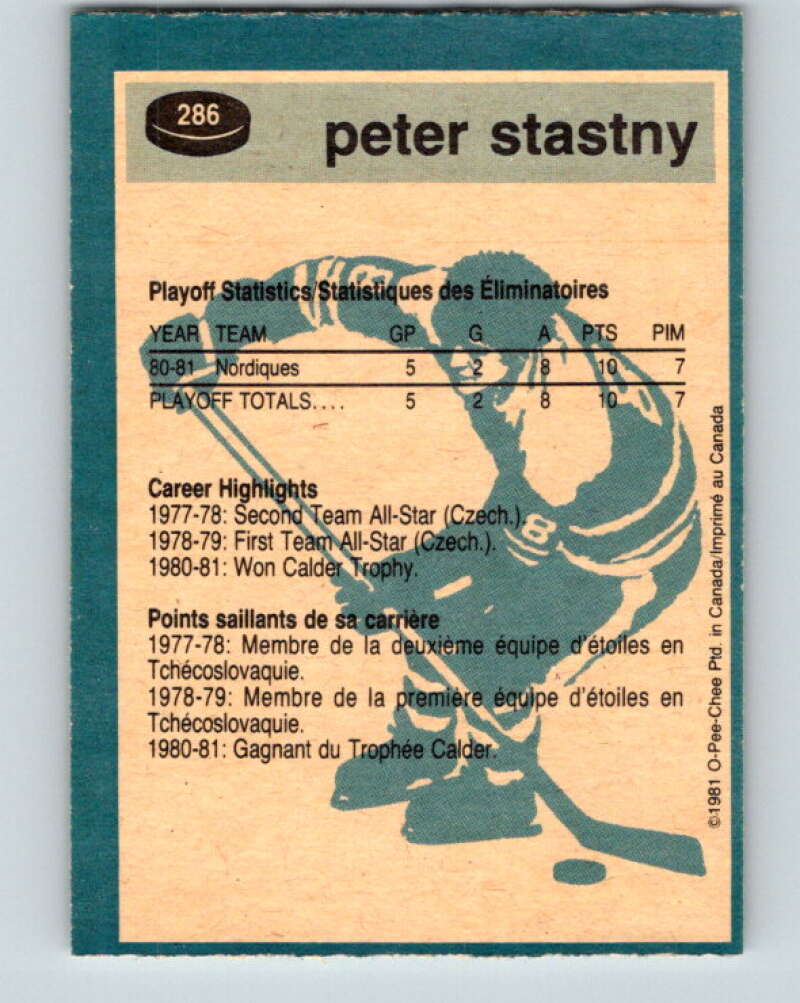 286
peter stastny
Playoff Statistics/Statistiques des Éliminatoires
YEAR TEAM GP G A PTS PIM
80-81 Nordiques 5 2 8 10 7
PLAYOFF TOTALS.... 5 2 8 10 7
Career Highlights
1977-78: Second Team All-Star (Czech.).
1978-79: First Team All-Star (Czech.).
1980-81: Won Calder Trophy.
Points saillants de sa carrière
1977-78: Membre de la deuxième équipe d'étoiles en
Tchécoslovaquie.
1978-79: Membre de la première équipe d'étoiles en
Tchécoslovaquie.
1980-81: Gagnant du Trophée Calder.
8
©1981 O-Pee-Chee Ptd. in Canada/Imprimé au Canada